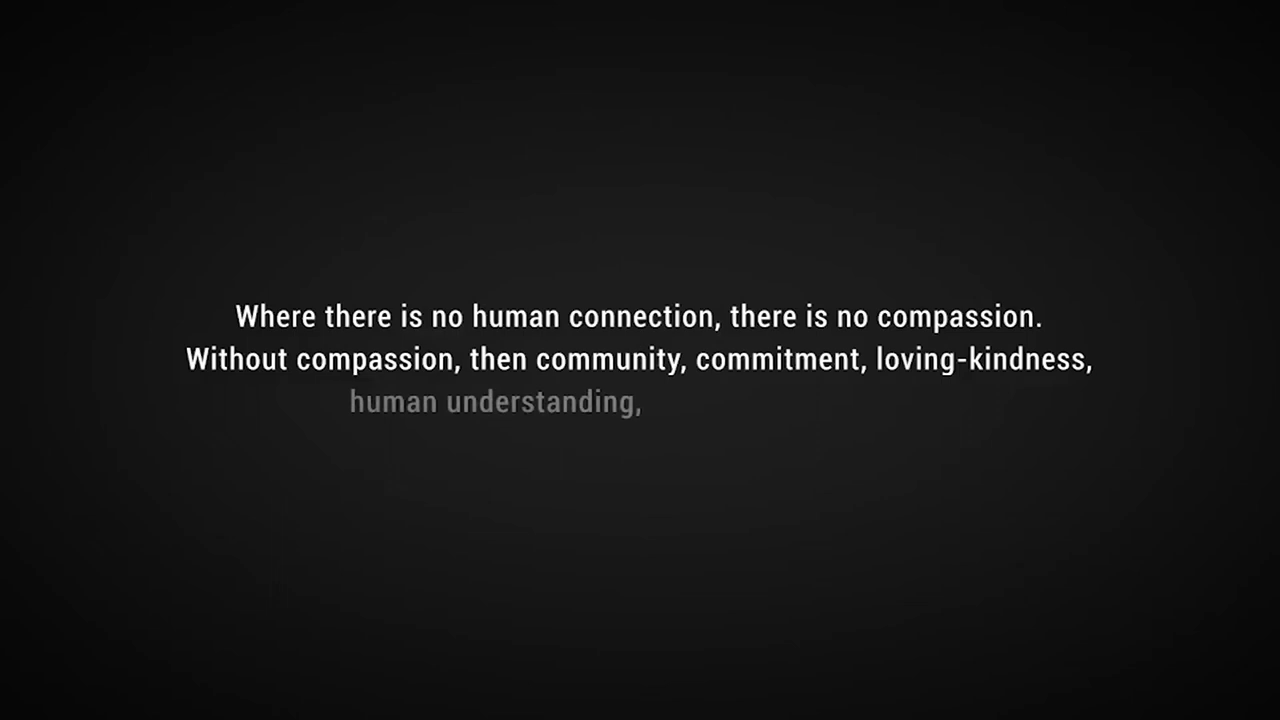 Where there is no human connection, there is no compassion.
Without compassion, then community, commitment, loving-kindness,
human understanding,